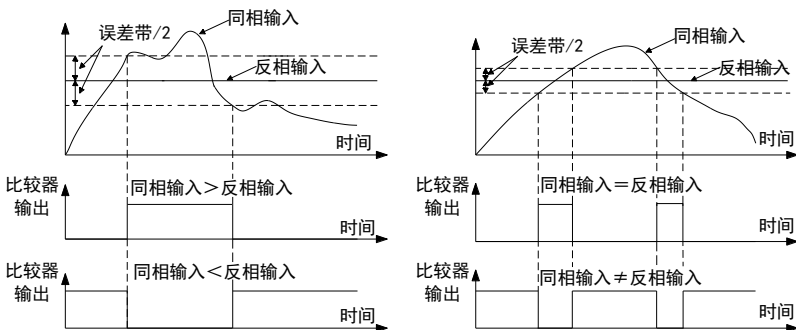 误差带/2
同相输入
反相输入
时间
比较器
输出
同相输入>反相输入
时间
比较器
输出
同相输入<反相输入
时间
误差带/2
同相输入
反相输入
时间
比较器
输出
同相输入=反相输入
时间
比较器
输出
同相输入≠反相输入
时间